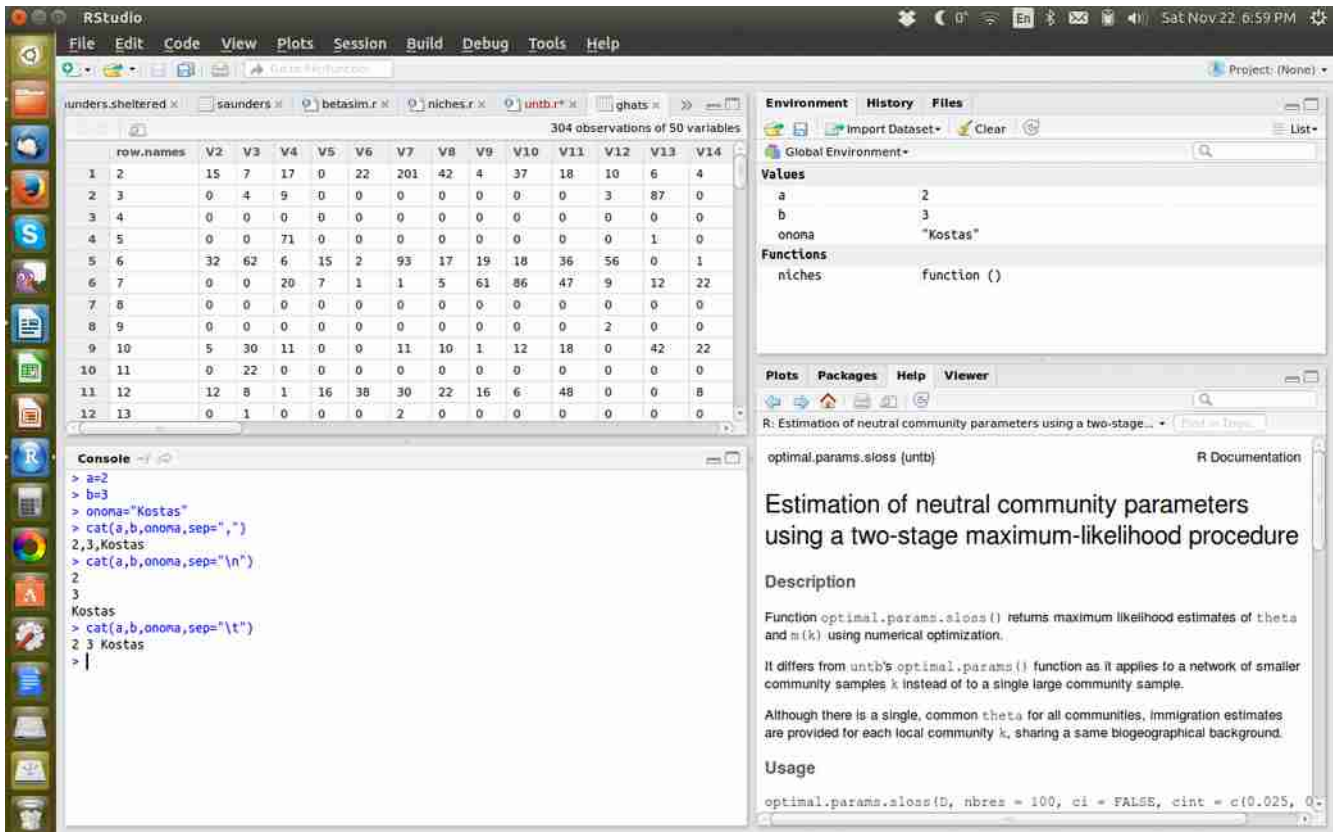 RStudio
0° En Sat Nov 22 6:59 PM
File Edit Code View Plots Session Build Debug Tools Help
Go to file/function
Project: (None)
unders.sheltered saunders betasim.r niches.r untb.r* ghats
304 observations of 50 variables
row.names V2 V3 V4 V5 V6 V7 V8 V9 V10 V11 V12 V13 V14
1 2 15 7 17 0 22 201 42 4 37 18 10 6 4
2 3 0 4 9 0 0 0 0 0 0 0 3 87 0
3 4 0 0 0 0 0 0 0 0 0 0 0 0 0
4 5 0 0 71 0 0 0 0 0 0 0 0 1 0
5 6 32 62 6 15 2 93 17 19 18 36 56 0 1
6 7 0 0 20 7 1 1 5 61 86 47 9 12 22
7 8 0 0 0 0 0 0 0 0 0 0 0 0 0
8 9 0 0 0 0 0 0 0 0 0 0 2 0 0
9 10 5 30 11 0 0 11 10 1 12 18 0 42 22
10 11 0 22 0 0 0 0 0 0 0 0 0 0 0
11 12 12 8 1 16 38 30 22 16 6 48 0 0 8
12 13 0 1 0 0 0 2 0 0 0 0 0 0 0
Console ~/
> a=2
> b=3
> onoma="Kostas"
> cat(a,b,onoma,sep=",")
2,3,Kostas
> cat(a,b,onoma,sep="\n")
2
3
Kostas
> cat(a,b,onoma,sep="\t")
2 3 Kostas
>
Environment History Files
Import Dataset Clear List
Global Environment
Values
a 2
b 3
onoma "Kostas"
Functions
niches function ()
Plots Packages Help Viewer
R: Estimation of neutral community parameters using a two-stage... Find in Topic
optimal.params.sloss {untb} R Documentation
Estimation of neutral community parameters
using a two-stage maximum-likelihood procedure
Description
Function optimal.params.sloss() returns maximum likelihood estimates of theta
and m(k) using numerical optimization.
It differs from untb's optimal.params() function as it applies to a network of smaller
community samples k instead of to a single large community sample.
Although there is a single, common theta for all communities, immigration estimates
are provided for each local community k, sharing a same biogeographical background.
Usage
optimal.params.sloss(D, nbres = 100, ci = FALSE, cint = c(0.025, 0